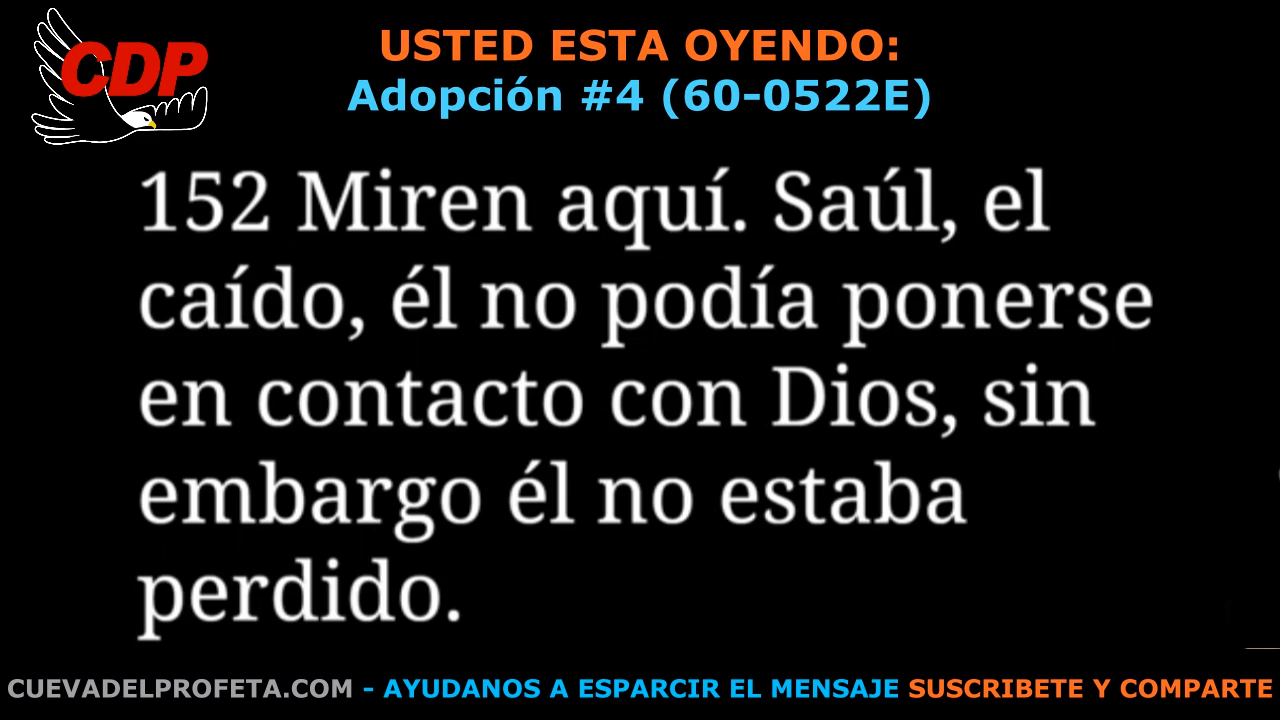 CDP
USTED ESTA OYENDO:
Adopción #4 (60-0522E)
152 Miren aquí. Saúl, el
caído, él no podía ponerse
en contacto con Dios, sin
embargo él no estaba
perdido.
CUEVADELPROFETA.COM - AYUDANOS A ESPARCIR EL MENSAJE SUSCRIBETE Y COMPARTE